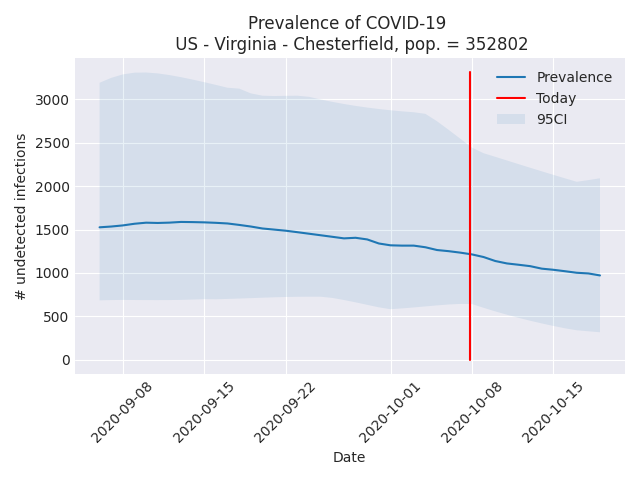 Prevalence of COVID-19
US - Virginia - Chesterfield, pop. = 352802
Prevalence
Today
95CI
# undetected infections
3000
2500
2000
1500
1000
500
0
2020-09-08
2020-09-15
2020-09-22
2020-10-01
2020-10-08
2020-10-15
Date